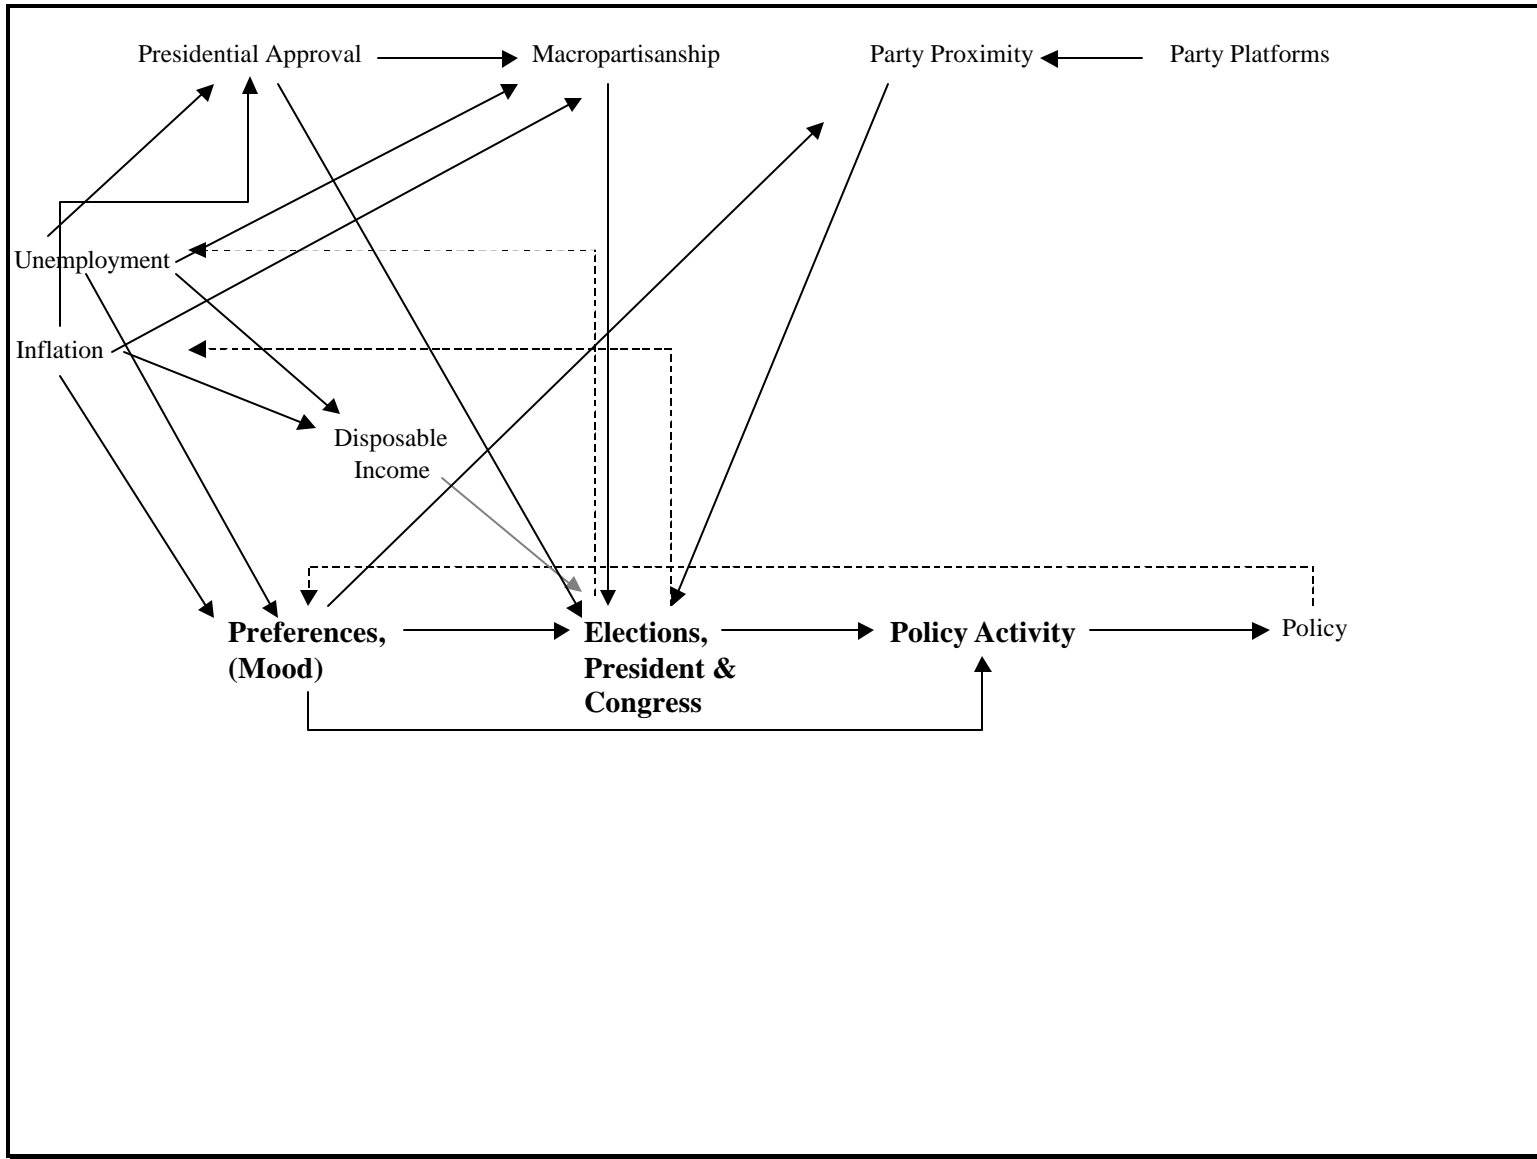 Presidential Approval
Macropartisanship
Party Proximity
Party Platforms
Unemployment
Inflation
Disposable
Income
Preferences,
(Mood)
Elections,
President &
Congress
Policy Activity
Policy